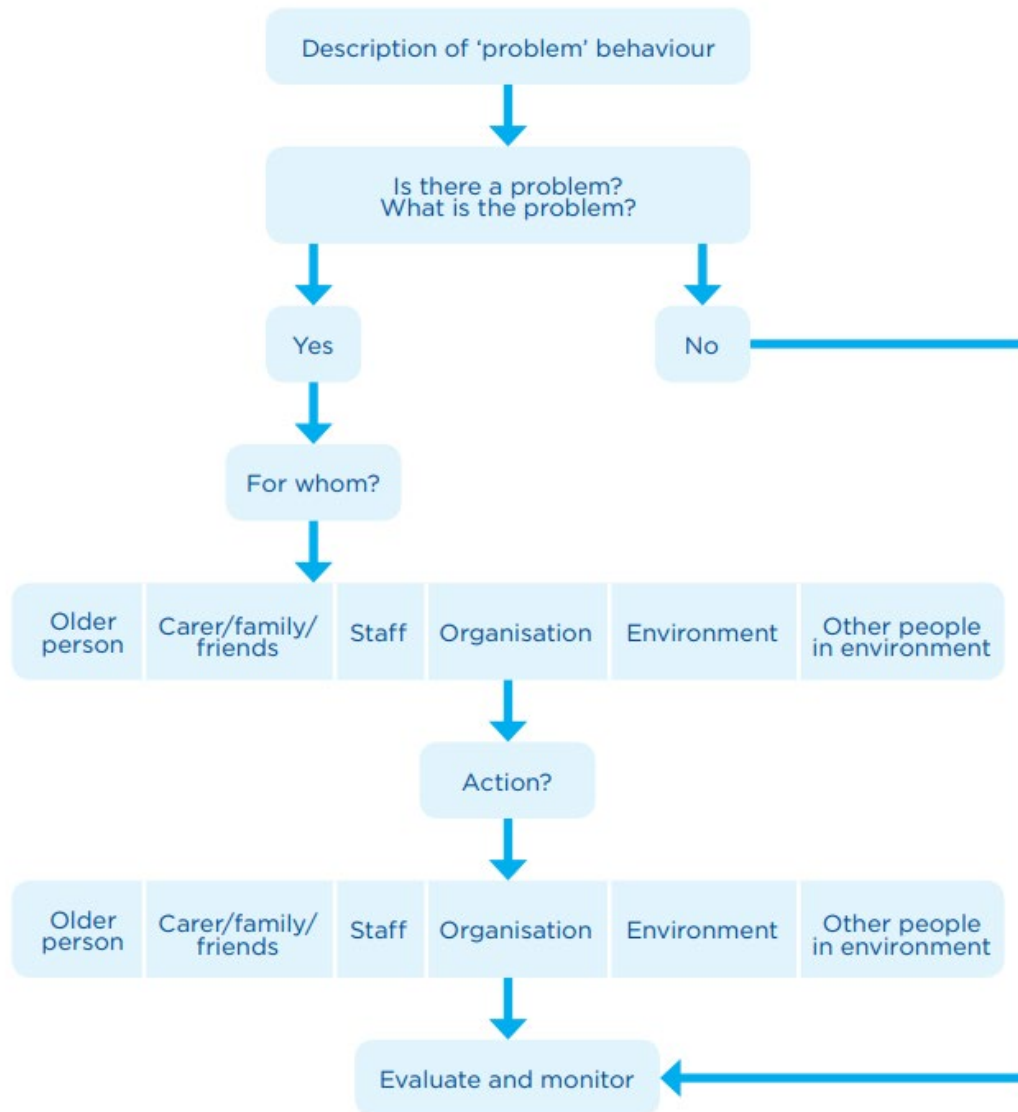 Description of ‘problem’ behaviour
Is there a problem?
What is the problem?
Yes
No
For whom?
Older
person
Carer/family/
friends
Staff
Organisation
Environment
Other people
in environment
Action?
Older
person
Carer/family/
friends
Staff
Organisation
Environment
Other people
in environment
Evaluate and monitor